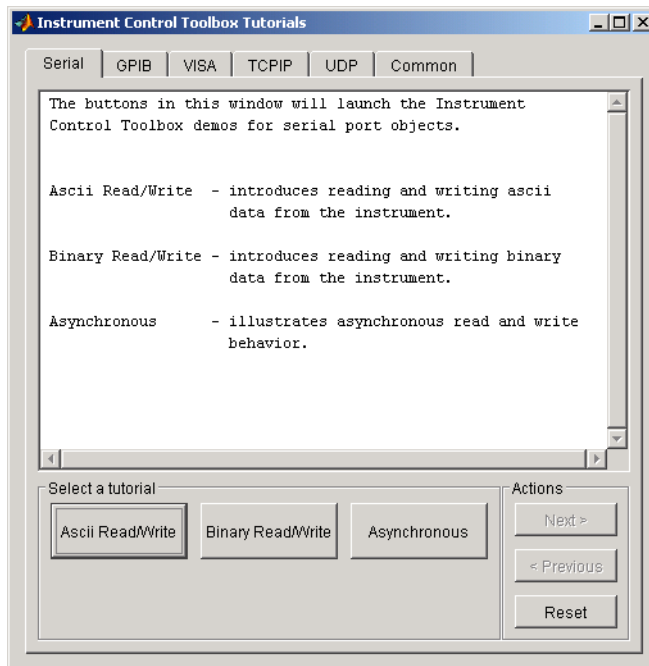 Instrument Control Toolbox Tutorials
Serial GPIB VISA TCPIP UDP Common
The buttons in this window will launch the Instrument
Control Toolbox demos for serial port objects.
Ascii Read/Write - introduces reading and writing ascii
data from the instrument.
Binary Read/Write - introduces reading and writing binary
data from the instrument.
Asynchronous - illustrates asynchronous read and write
behavior.
Select a tutorial
Ascii Read/Write Binary Read/Write Asynchronous
Actions
Next >
< Previous
Reset